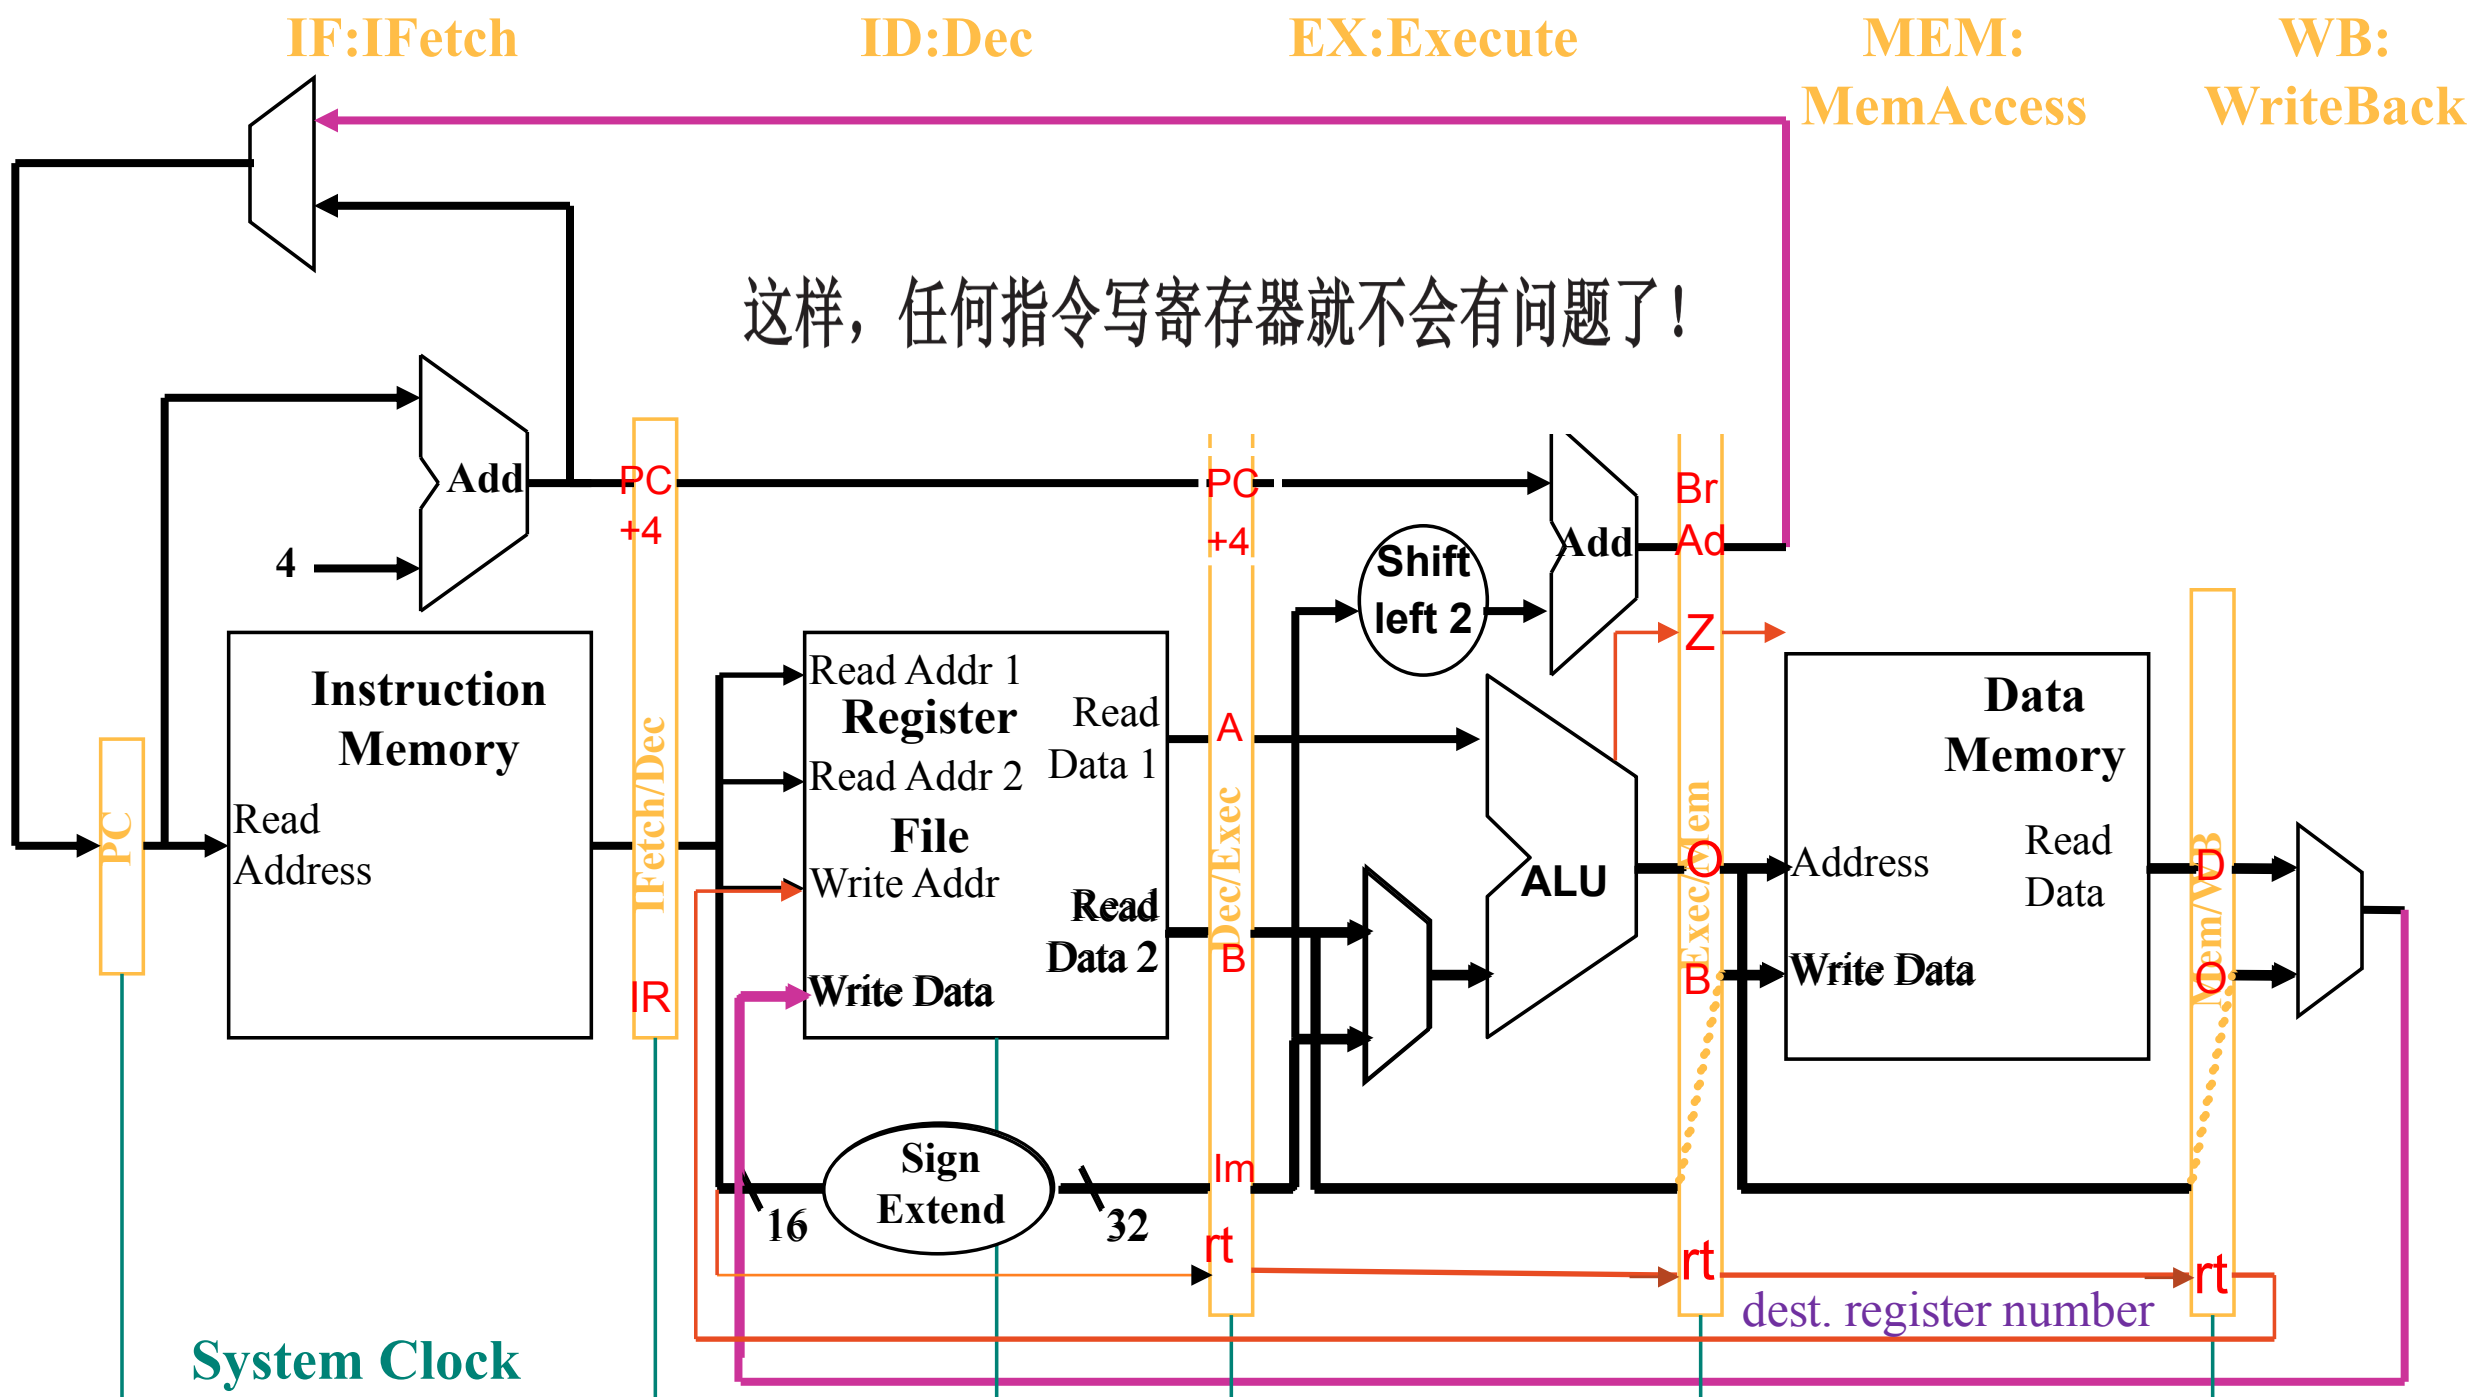 IF:IFetch
ID:Dec
EX:Execute
MEM:
MemAccess
WB:
WriteBack
这样，任何指令写寄存器就不会有问题了！
Add
4
PC
+4
PC
+4
Shift
left 2
Add
Br
Ad
Z
Instruction
Memory
Read
Address
PC
IFetch/Dec
IR
Read Addr 1
Register
Read Addr 2
File
Write Addr
Write Data
Read
Data 1
Read
Data 2
A
Dec/Exec
B
Im
rt
ALU
Exec/Mem
O
B
rt
Data
Memory
Address
Read
Data
Write Data
Mem/WB
D
O
rt
Sign
Extend
16
32
dest. register number
System Clock